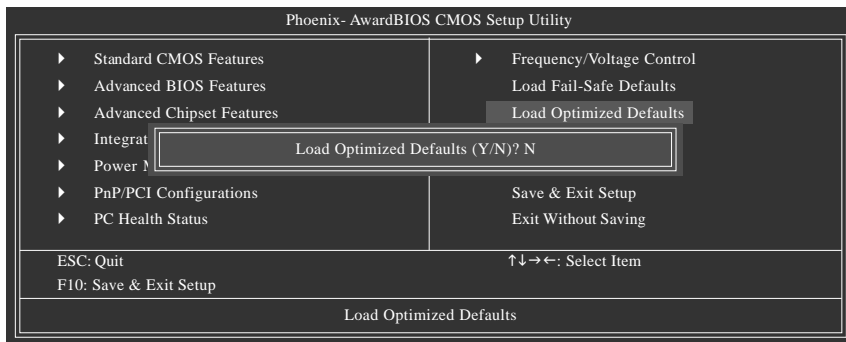 Phoenix- AwardBIOS CMOS Setup Utility
Standard CMOS Features
Advanced BIOS Features
Advanced Chipset Features
Integrat
Power M
PnP/PCI Configurations
PC Health Status
Frequency/Voltage Control
Load Fail-Safe Defaults
Load Optimized Defaults
Load Optimized Defaults (Y/N)? N
Save & Exit Setup
Exit Without Saving
ESC: Quit
F10: Save & Exit Setup
↑↓→←: Select Item
Load Optimized Defaults